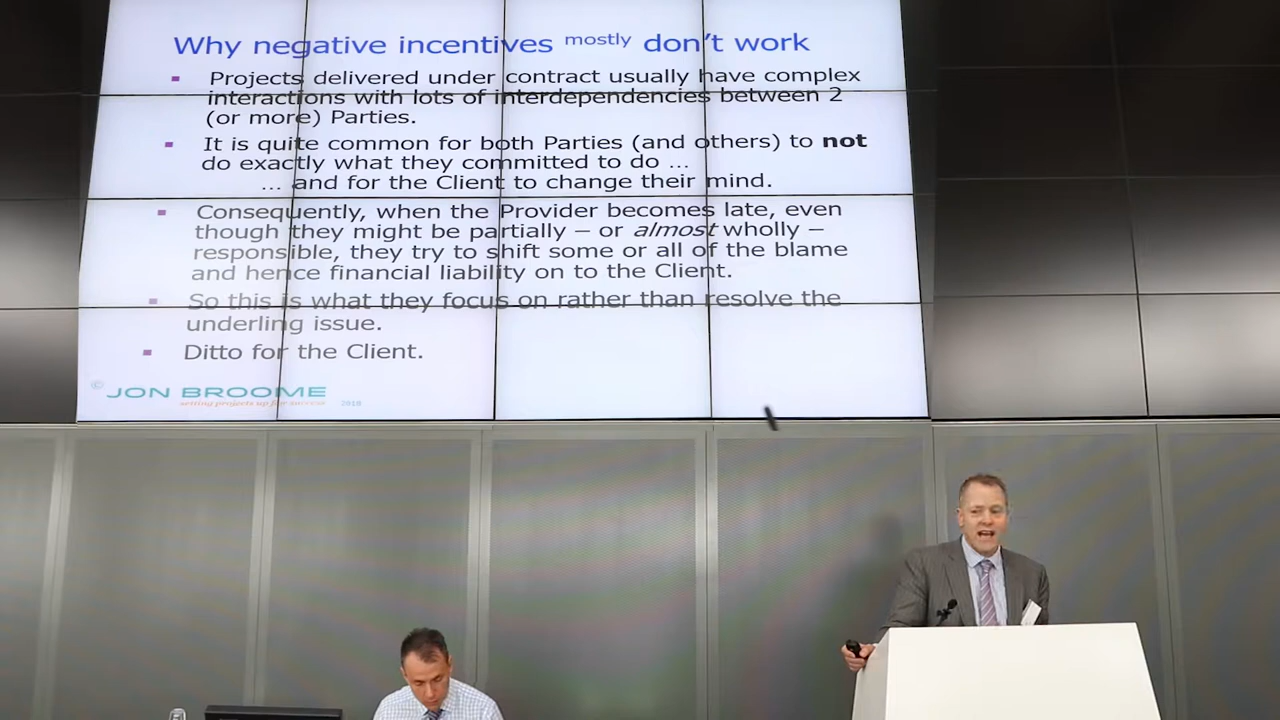 Why negative incentives mostly don't work
Projects delivered under contract usually have complex
interactions with lots of interdependencies between 2
(or more) Parties.
It is quite common for both Parties (and others) to not
do exactly what they committed to do ...
... and for the Client to change their mind.
Consequently, when the Provider becomes late, even
though they might be partially – or almost wholly –
responsible, they try to shift some or all of the blame
and hence financial liability on to the Client.
So this is what they focus on rather than resolve the
underling issue.
Ditto for the Client.
© JON BROOME
setting projects up for success 2018